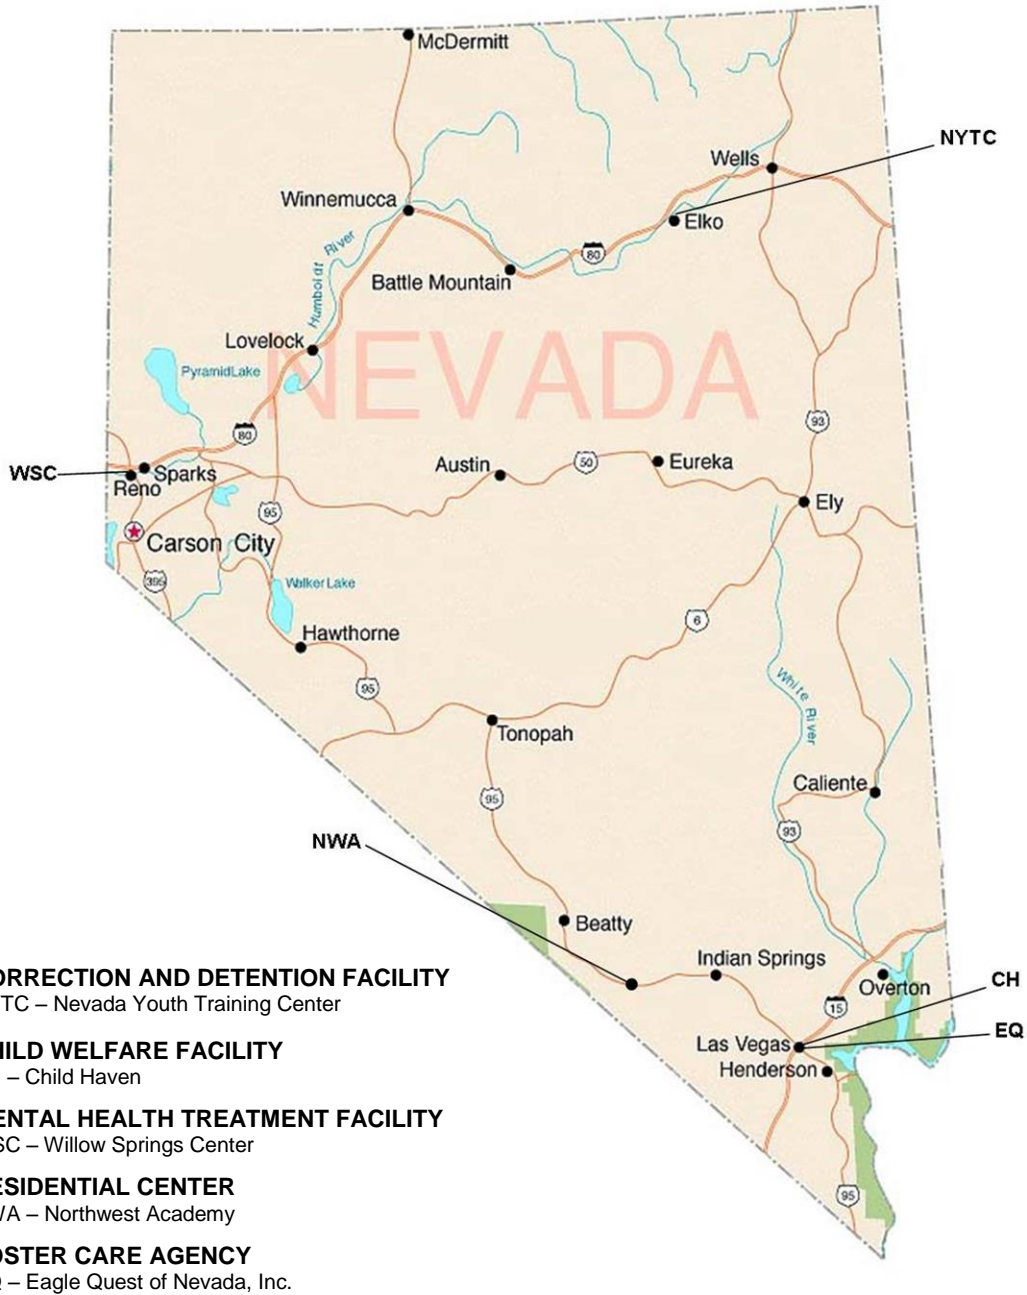 McDermitt
NYTC
Wells
Winnemucca
Elko
Humboldt River
80
Battle Mountain
Lovelock
NEVADA
PyramidLake
93
80
WSC
Sparks
Reno
Austin
50
Eureka
Ely
95
Carson City
395
Walker Lake
Hawthorne
6
95
White River
Tonopah
Caliente
95
93
NWA
Beatty
Indian Springs
Overton
CH
15
EQ
Las Vegas
Henderson
95
ORRECTION AND DETENTION FACILITY
TC – Nevada Youth Training Center
ILD WELFARE FACILITY
– Child Haven
ENTAL HEALTH TREATMENT FACILITY
SC – Willow Springs Center
ESIDENTIAL CENTER
WA – Northwest Academy
OSTER CARE AGENCY
– Eagle Quest of Nevada, Inc.